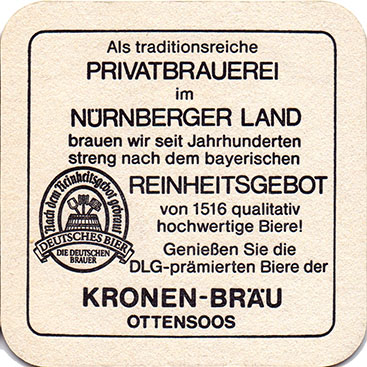 Als traditionsreiche
PRIVATBRAUEREI
im
NÜRNBERGER LAND
brauen wir seit Jahrhunderten
streng nach dem bayerischen
REINHEITSGEBOT
von 1516 qualitativ
hochwertige Biere!
Nach dem Reinheitsgebot gebraut
DEUTSCHES BIER
DIE DEUTSCHEN
BRAUER
Genießen Sie die
DLG-prämierten Biere der
KRONEN-BRÄU
OTTENSOOS